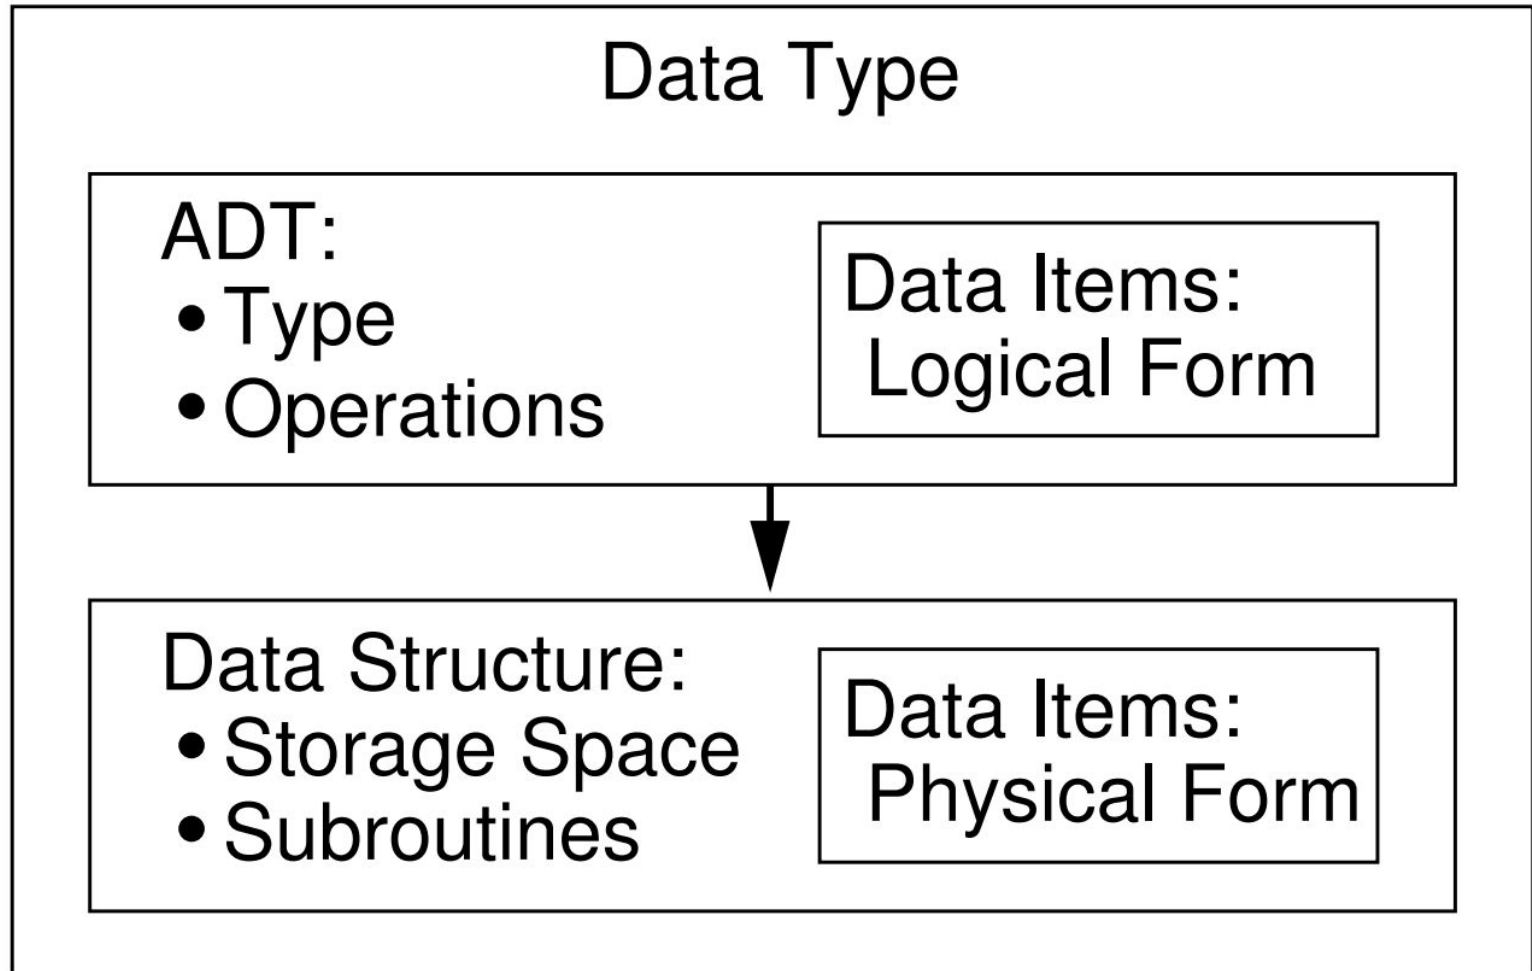 Data Type
ADT:
• Type
• Operations
Data Items:
Logical Form
Data Structure:
• Storage Space
• Subroutines
Data Items:
Physical Form